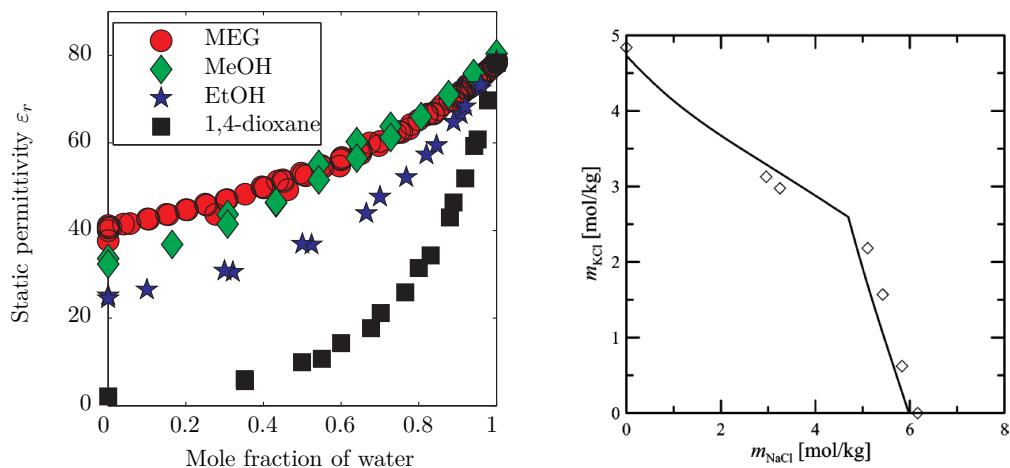 80
60
40
20
0
0
0.2
0.4
0.6
0.8
1
Static permittivity εr
Mole fraction of water
MEG
MeOH
EtOH
1,4-dioxane
5
4
3
2
1
0
0
2
4
6
8
mKCl [mol/kg]
mNaCl [mol/kg]